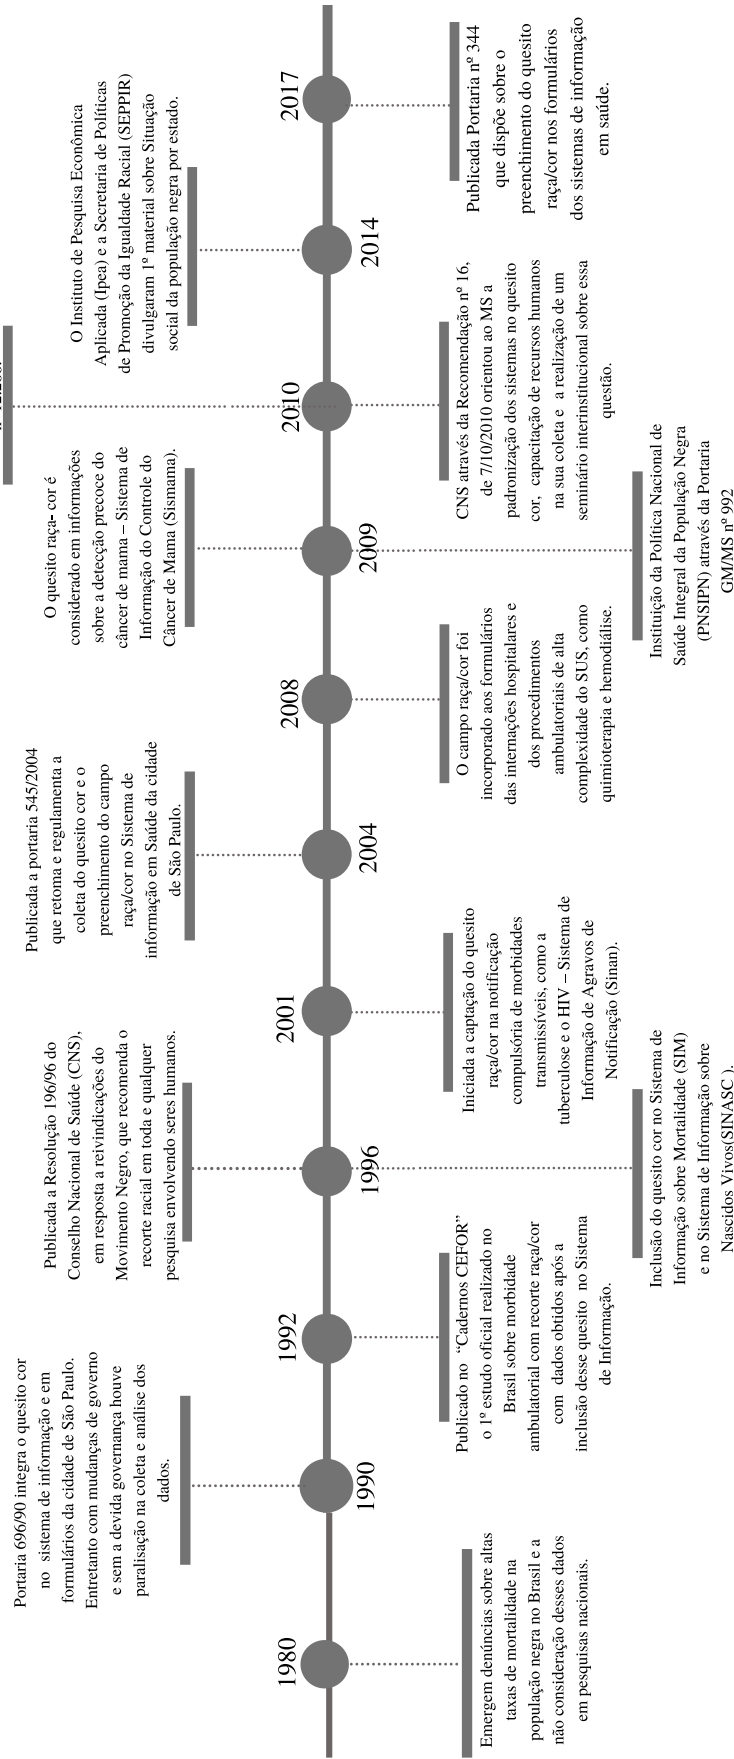 1980
Emergem denúncias sobre altas
taxas de mortalidade na
população negra no Brasil e a
não consideração desses dados
em pesquisas nacionais.
Portaria 696/90 integra o quesito cor
no sistema de informação e em
formulários da cidade de São Paulo.
Entretanto com mudanças de governo
e sem a devida governança houve
paralisação na coleta e análise dos
dados.
1990
1992
Publicado no “Cadernos CEFOR”
o 1º estudo oficial realizado no
Brasil sobre morbidade
ambulatorial com recorte raça/cor
com dados obtidos após a
inclusão desse quesito no Sistema
de Informação.
Publicada a Resolução 196/96 do
Conselho Nacional de Saúde (CNS),
em resposta a reivindicações do
Movimento Negro, que recomenda o
recorte racial em toda e qualquer
pesquisa envolvendo seres humanos.
1996
Inclusão do quesito cor no Sistema de
Informação sobre Mortalidade (SIM)
e no Sistema de Informação sobre
Nascidos Vivos(SINASC ).
2001
Iniciada a captação do quesito
raça/cor na notificação
compulsória de morbidades
transmissíveis, como a
tuberculose e o HIV – Sistema de
Informação de Agravos de
Notificação (Sinan).
Publicada a portaria 545/2004
que retoma e regulamenta a
coleta do quesito cor e o
preenchimento do campo
raça/cor no Sistema de
informação em Saúde da cidade
de São Paulo.
2004
2008
O campo raça/cor foi
incorporado aos formulários
das internações hospitalares e
dos procedimentos
ambulatoriais de alta
complexidade do SUS, como
quimioterapia e hemodiálise.
O quesito raça- cor é
considerado em informações
sobre a detecção precoce do
câncer de mama – Sistema de
Informação do Controle do
Câncer de Mama (Sismama).
2009
Instituição da Política Nacional de
Saúde Integral da População Negra
(PNSIPN) através da Portaria
GM/MS nº 992
2010
CNS através da Recomendação nº 16,
de 7/10/2010 orientou ao MS a
padronização dos sistemas no quesito
cor, capacitação de recursos humanos
na sua coleta e a realização de um
seminário interinstitucional sobre essa
questão.
O Instituto de Pesquisa Econômica
Aplicada (Ipea) e a Secretaria de Políticas
de Promoção da Igualdade Racial (SEPPIR)
divulgaram 1º material sobre Situação
social da população negra por estado.
2014
2017
Publicada Portaria nº 344
que dispõe sobre o
preenchimento do quesito
raça/cor nos formulários
dos sistemas de informação
em saúde.